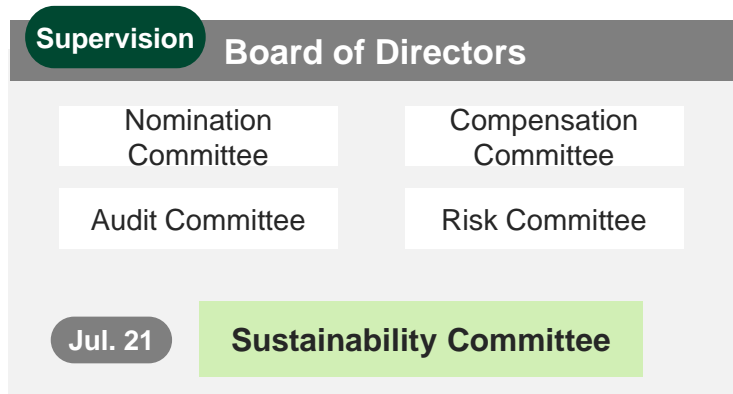 Supervision
Board of Directors
Nomination
Committee
Compensation
Committee
Audit Committee
Risk Committee
Jul. 21
Sustainability Committee